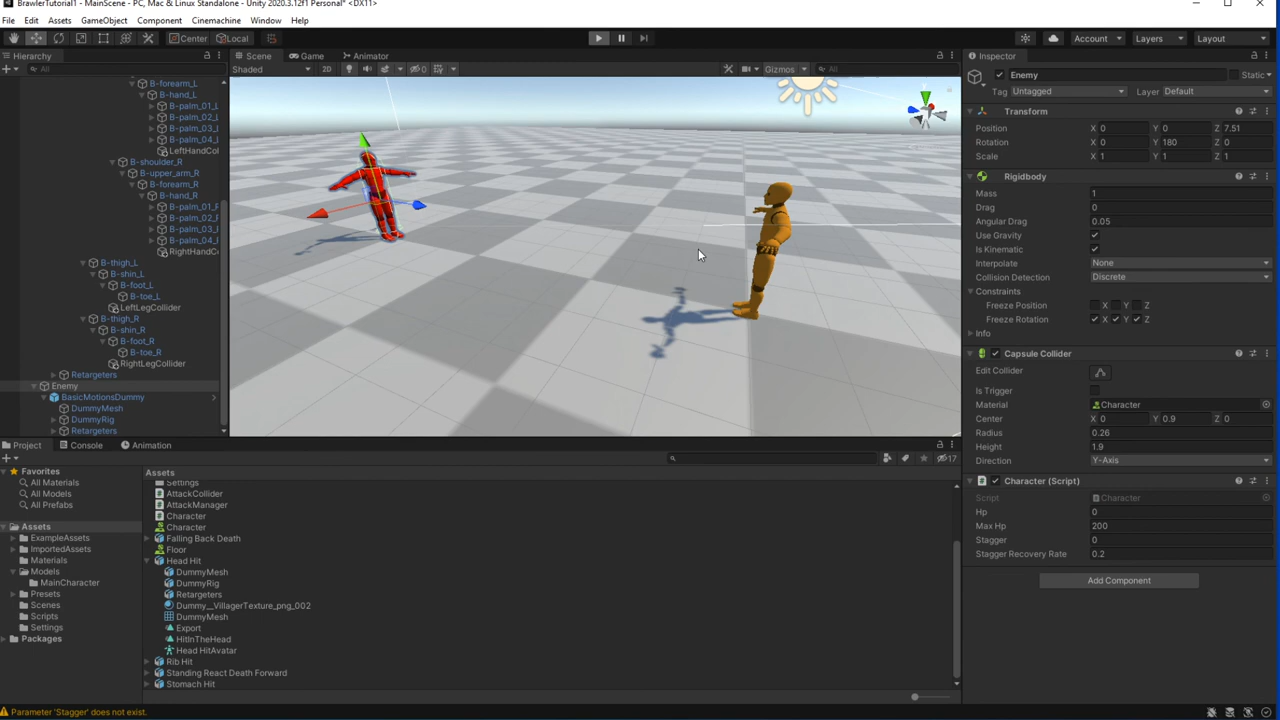 BrawlerTutorial1 - MainScene - PC, Mac & Linux Standalone - Unity 2020.3.12f1 Personal* <DX11>
File Edit Assets GameObject Component Cinemachine Window Help
Center Local Account Layers Layout
Hierarchy Scene Game Animator Inspector
All Shaded 2D 0 Gizmos All
Enemy Static
Tag Untagged Layer Default
B-forearm_L
B-hand_L
B-palm_01_L
B-palm_02_L
B-palm_03_L
B-palm_04_L
LeftHandCol
B-shoulder_R
B-upper_arm_R
B-forearm_R
B-hand_R
B-palm_01_F
B-palm_02_F
B-palm_03_F
B-palm_04_F
RightHandCo
B-thigh_L
B-shin_L
B-foot_L
B-toe_L
LeftLegCollider
B-thigh_R
B-shin_R
B-foot_R
B-toe_R
RightLegCollider
Retargeters
Enemy
BasicMotionsDummy
DummyMesh
DummyRig
Retargeters
Transform
Position X 0 Y 0 Z 7.51
Rotation X 0 Y 180 Z 0
Scale X 1 Y 1 Z 1
Rigidbody
Mass 1
Drag 0
Angular Drag 0.05
Use Gravity
Is Kinematic
Interpolate None
Collision Detection Discrete
Constraints
Freeze Position X Y Z
Freeze Rotation X Y Z
Info
Capsule Collider
Edit Collider
Is Trigger
Material Character
Center X 0 Y 0.9 Z 0
Radius 0.26
Height 1.9
Direction Y-Axis
Character (Script)
Script Character
Hp 0
Max Hp 200
Stagger 0
Stagger Recovery Rate 0.2
Add Component
Project Console Animation
17
Favorites
All Materials
All Models
All Prefabs
Assets
ExampleAssets
ImportedAssets
Materials
Models
MainCharacter
Presets
Scenes
Scripts
Settings
Packages
Assets
Settings
AttackCollider
AttackManager
Character
Character
Falling Back Death
Floor
Head Hit
DummyMesh
DummyRig
Retargeters
Dummy__VillagerTexture_png_002
DummyMesh
Export
HitInTheHead
Head HitAvatar
Rib Hit
Standing React Death Forward
Stomach Hit
Parameter 'Stagger' does not exist.